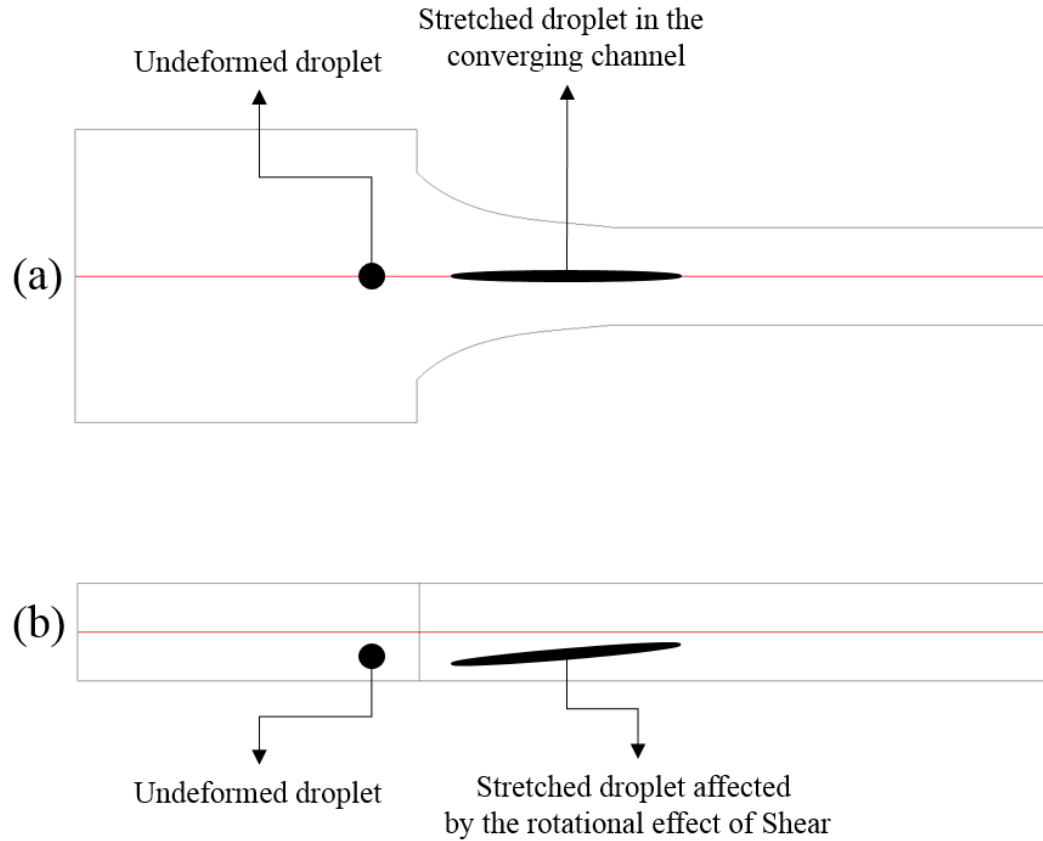 Stretched droplet in the
converging channel
Undeformed droplet
(a)
(b)
Undeformed droplet
Stretched droplet affected
by the rotational effect of Shear